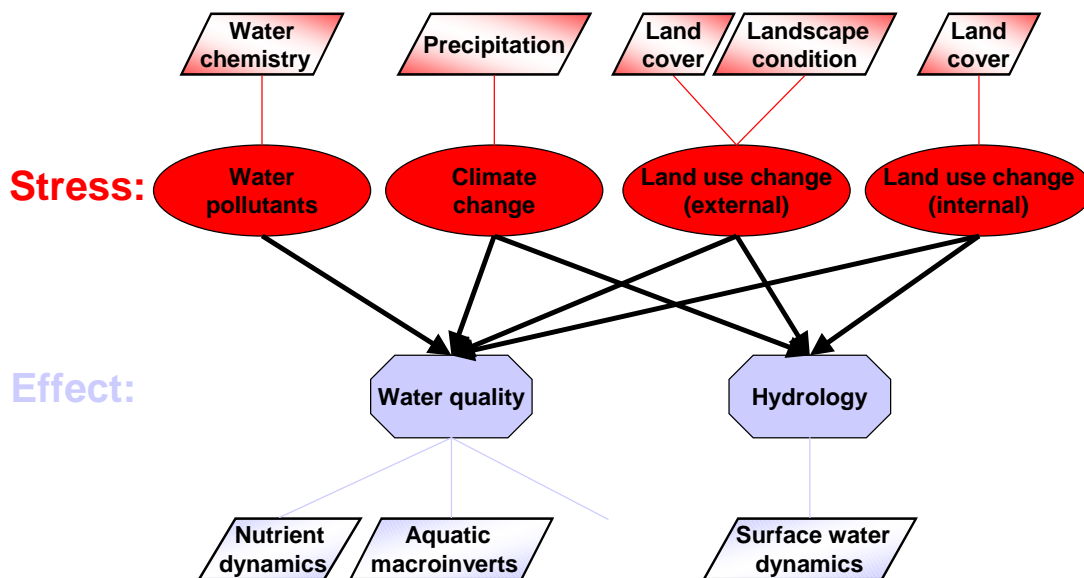 Water
chemistry
Precipitation
Land
cover
Landscape
condition
Land
cover
Stress:
Water
pollutants
Climate
change
Land use change
(external)
Land use change
(internal)
Effect:
Water quality
Hydrology
Nutrient
dynamics
Aquatic
macroinverts
Surface water
dynamics